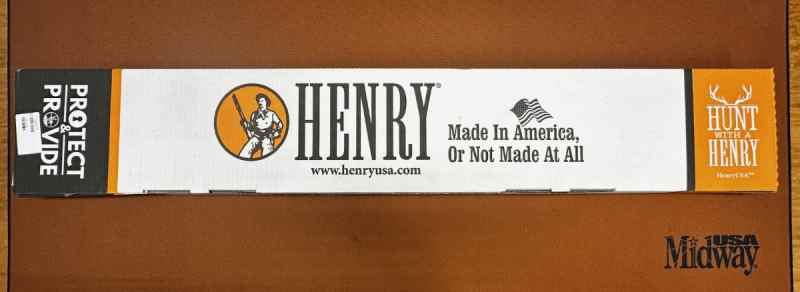 PROTECT
&
PROVIDE
HENRY®
www.henryusa.com
Made In America,
Or Not Made At All
HUNT
WITH A
HENRY
HenryUSA™
MidwayUSA